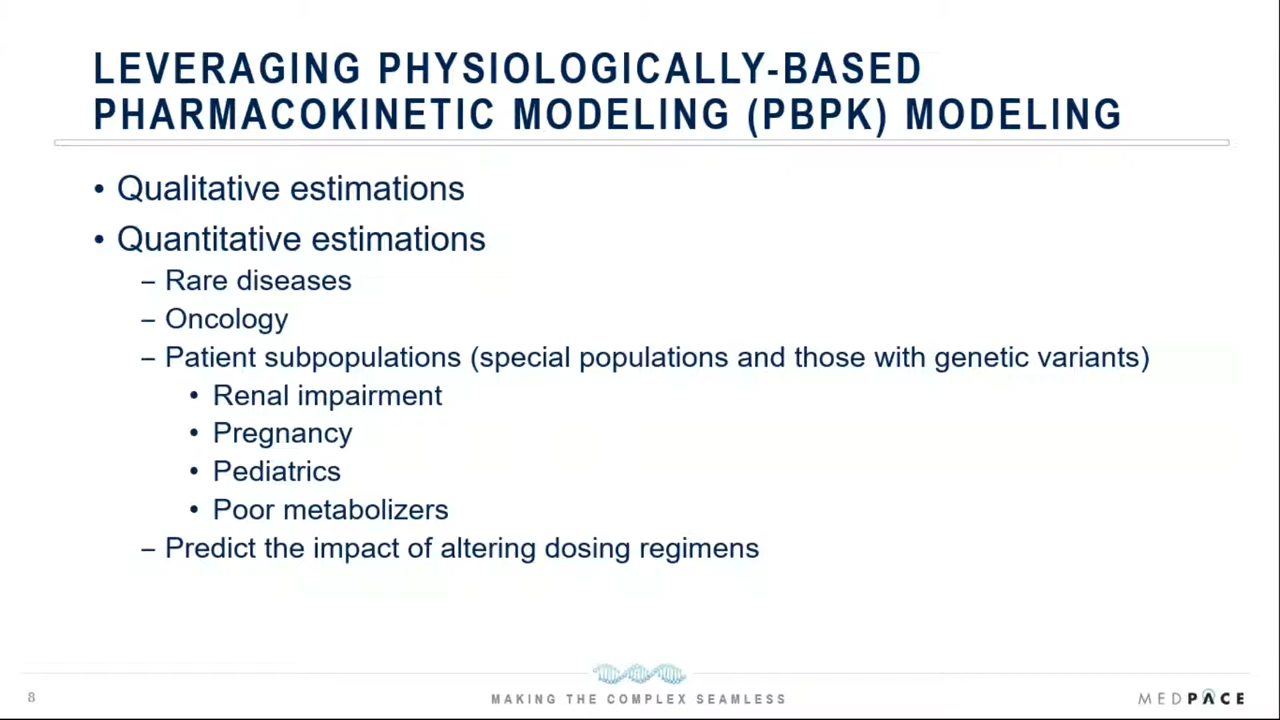 LEVERAGING PHYSIOLOGICALLY-BASED
PHARMACOKINETIC MODELING (PBPK) MODELING
• Qualitative estimations
• Quantitative estimations
– Rare diseases
– Oncology
– Patient subpopulations (special populations and those with genetic variants)
• Renal impairment
• Pregnancy
• Pediatrics
• Poor metabolizers
– Predict the impact of altering dosing regimens
8
MAKING THE COMPLEX SEAMLESS
MEDPACE